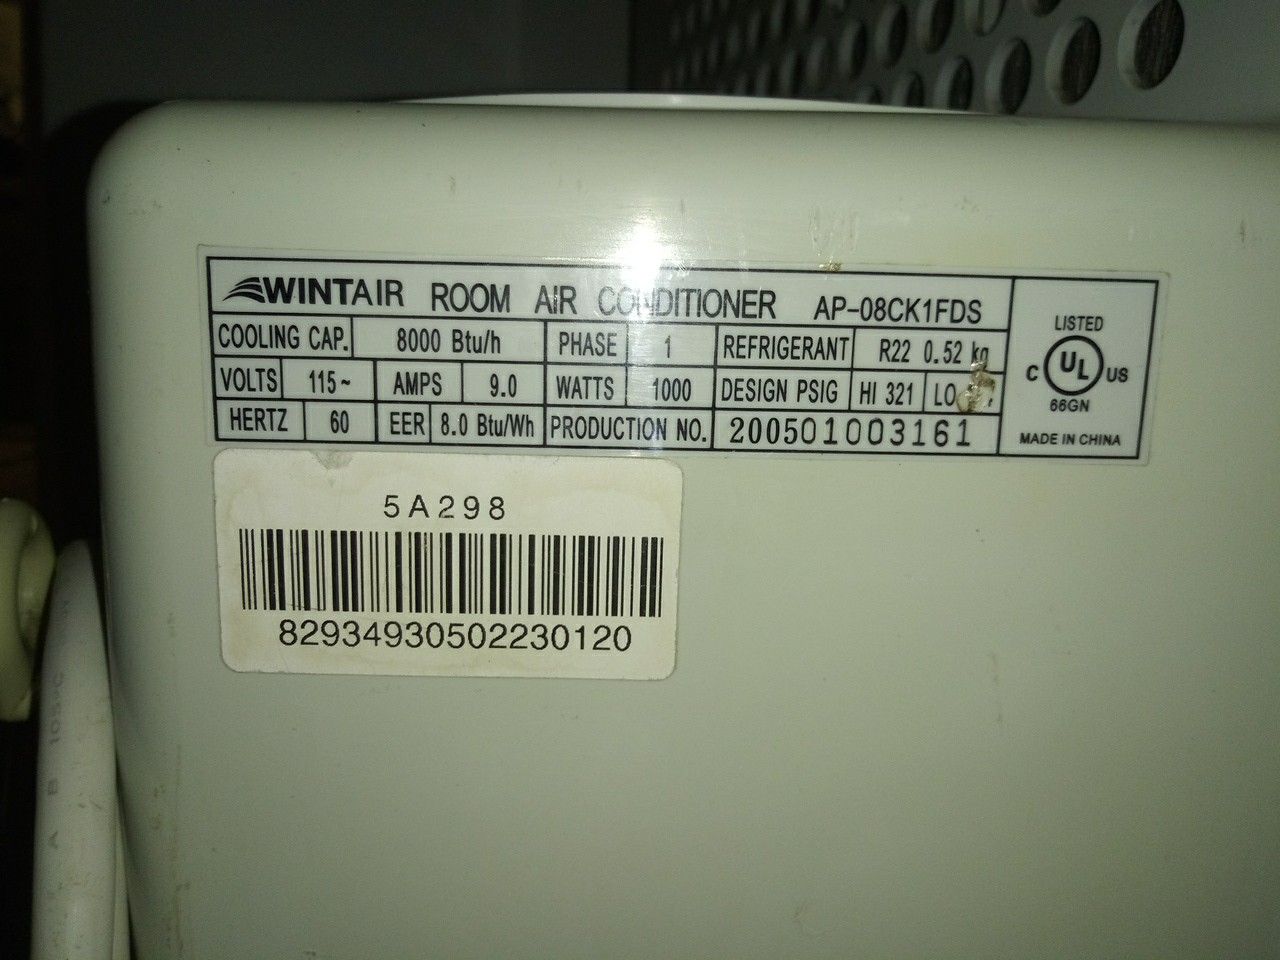 WINTAIR ROOM AIR CONDITIONER AP-08CK1FDS
COOLING CAP. 8000 Btu/h PHASE 1 REFRIGERANT R22 0.52 kg
VOLTS 115~ AMPS 9.0 WATTS 1000 DESIGN PSIG HI 321 LO
HERTZ 60 EER 8.0 Btu/Wh PRODUCTION NO. 200501003161
LISTED
C UL US
66GN
MADE IN CHINA
5A298
82934930502230120